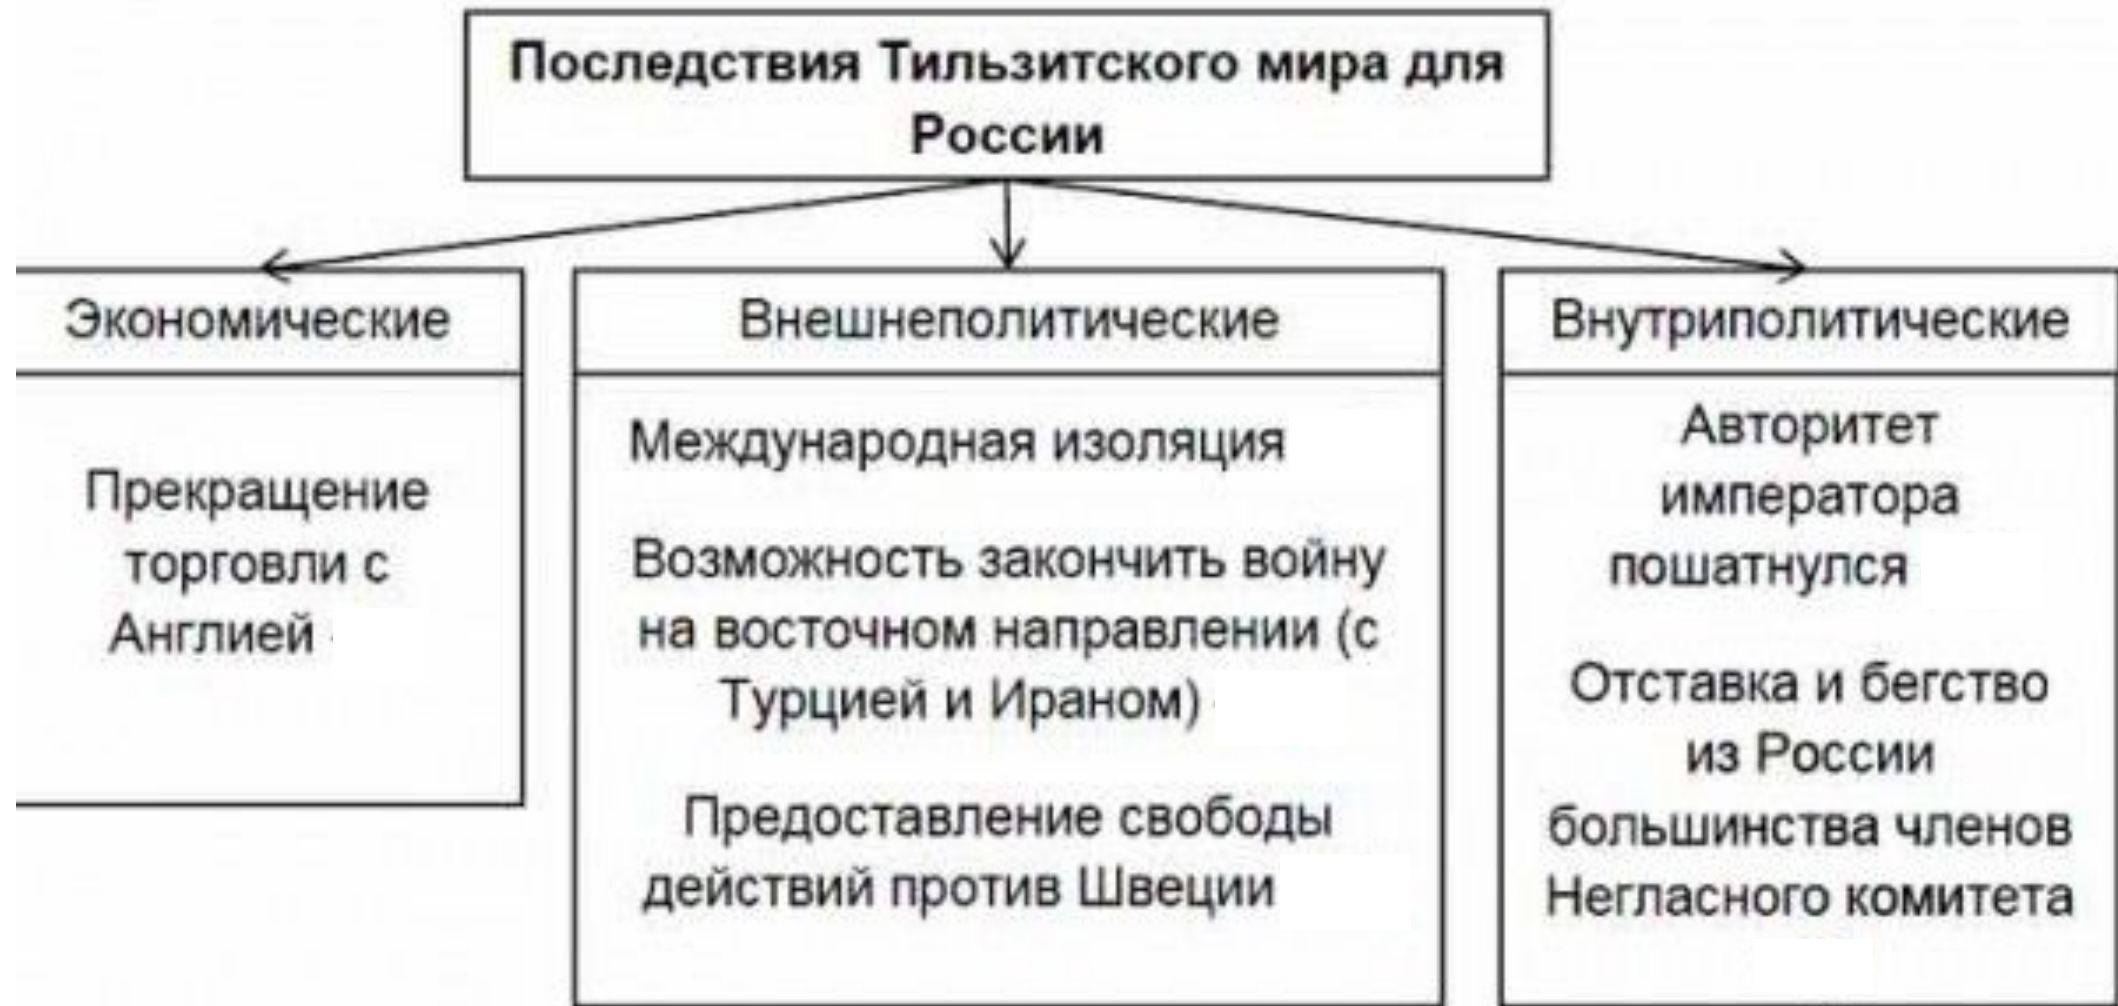 Последствия Тильзитского мира для
России
Экономические
Прекращение
торговли с
Англией
Внешнеполитические
Международная изоляция
Возможность закончить войну
на восточном направлении (с
Турцией и Ираном)
Предоставление свободы
действий против Швеции
Внутриполитические
Авторитет
императора
пошатнулся
Отставка и бегство
из России
большинства членов
Негласного комитета